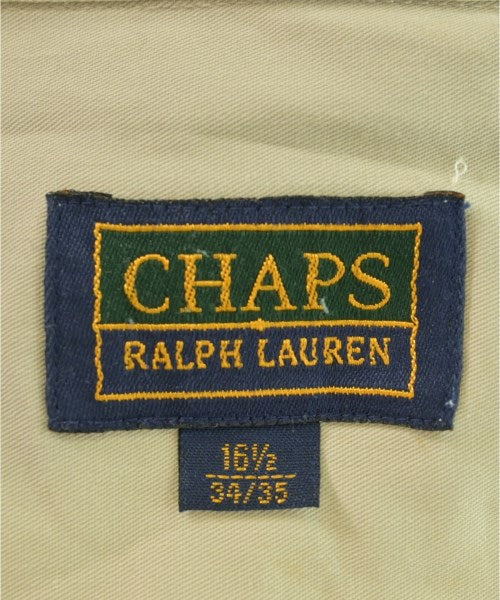 CHAPS
RALPH LAUREN
16½
34/35